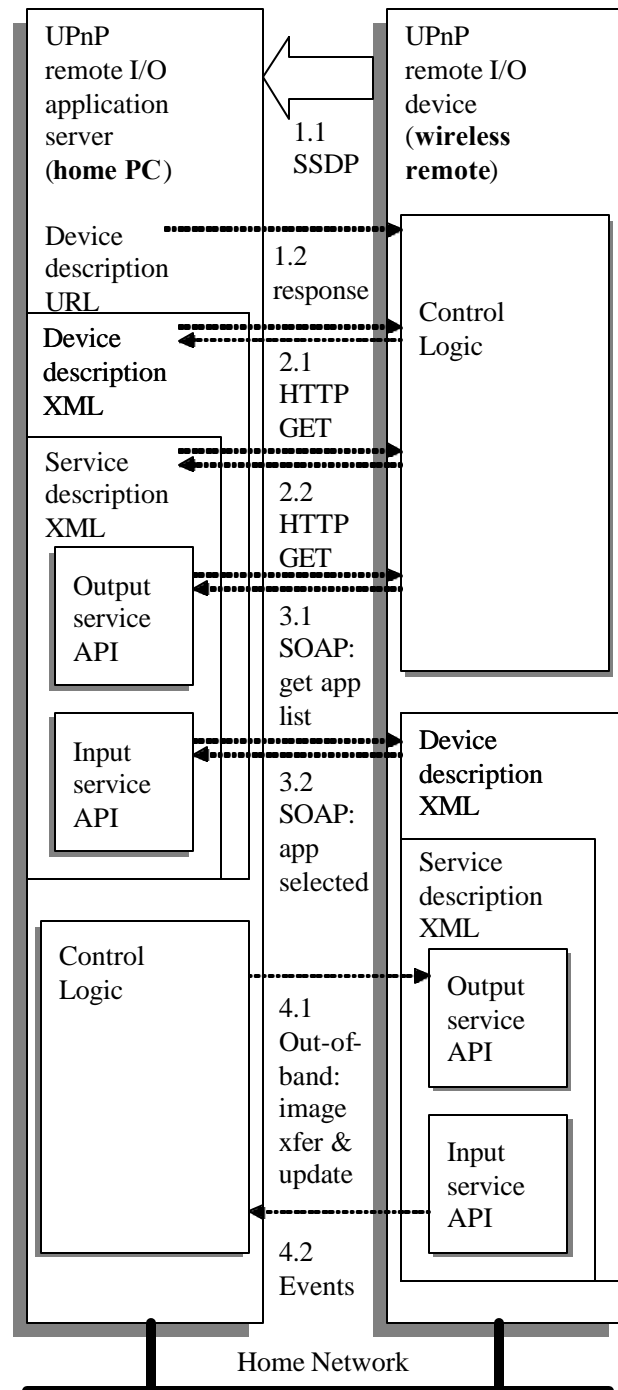 UPnP
remote I/O
application
server
(home PC)
1.1
SSDP
UPnP
remote I/O
device
(wireless
remote)
Device
description
URL
1.2
response
Control
Logic
Device
description
XML
2.1
HTTP
GET
Service
description
XML
2.2
HTTP
GET
Output
service
API
3.1
SOAP:
get app
list
Input
service
API
3.2
SOAP:
app
selected
Device
description
XML
Service
description
XML
Control
Logic
4.1
Out-of-
band:
image
xfer &
update
Output
service
API
Input
service
API
4.2
Events
Home Network